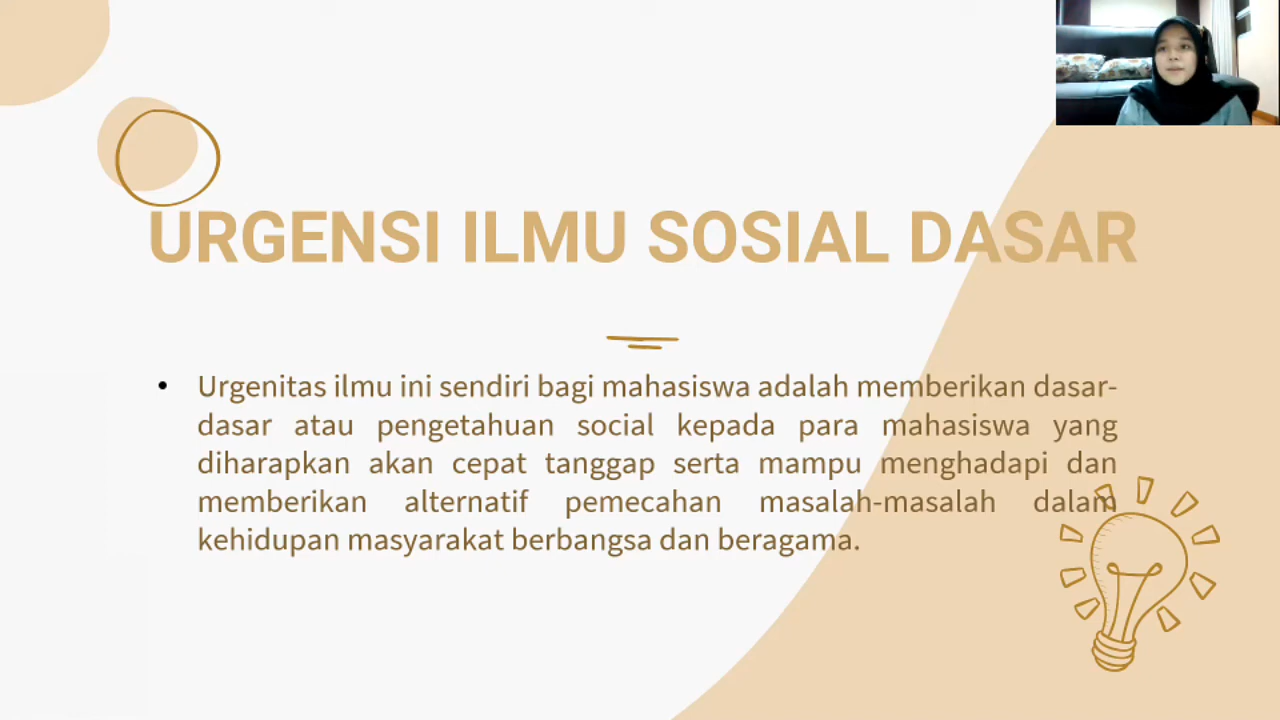 URGENSI ILMU SOSIAL DASAR
• Urgenitas ilmu ini sendiri bagi mahasiswa adalah memberikan dasar-
dasar atau pengetahuan social kepada para mahasiswa yang
diharapkan akan cepat tanggap serta mampu menghadapi dan
memberikan alternatif pemecahan masalah-masalah dalam
kehidupan masyarakat berbangsa dan beragama.